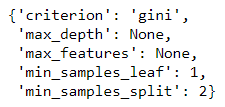 {'criterion': 'gini',
 'max_depth': None,
 'max_features': None,
 'min_samples_leaf': 1,
 'min_samples_split': 2}